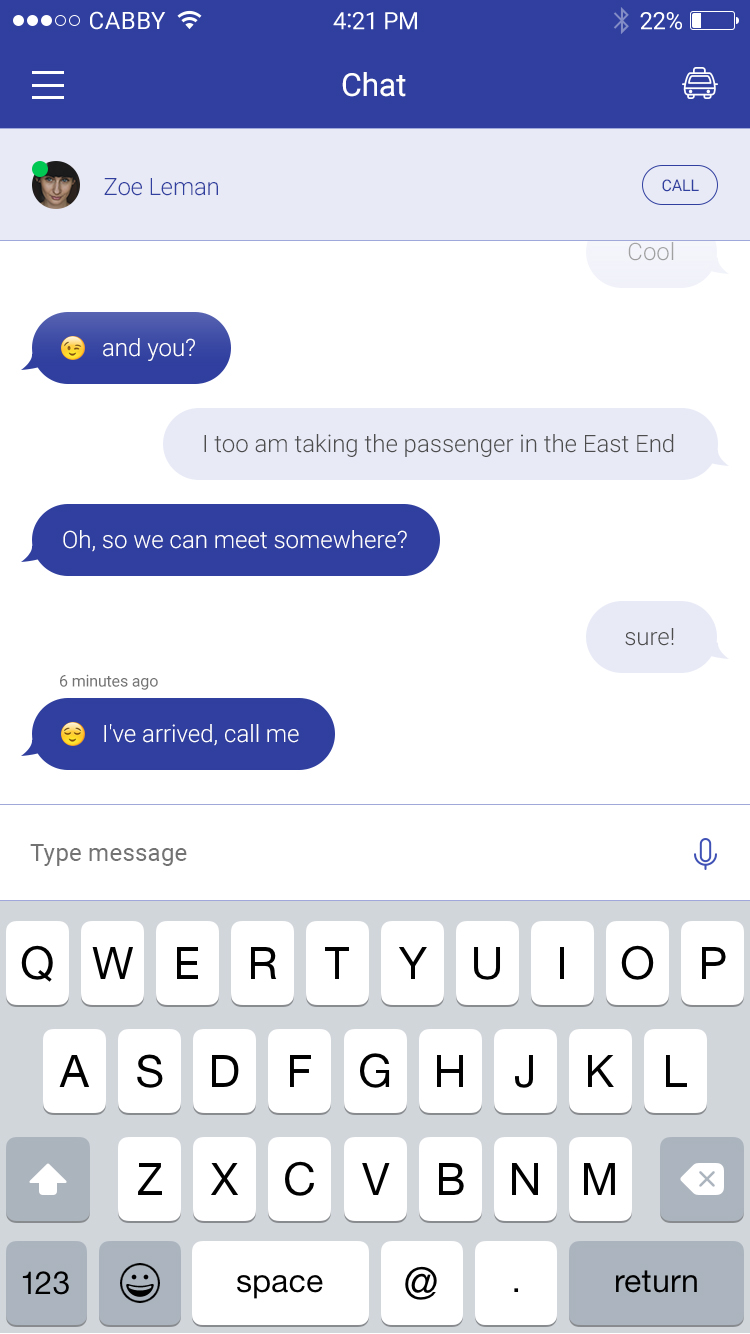 CABBY 4:21 PM 22%
Chat
Zoe Leman CALL
Cool
😉 and you?
I too am taking the passenger in the East End
Oh, so we can meet somewhere?
sure!
6 minutes ago
😌 I've arrived, call me
Type message
Q W E R T Y U I O P
A S D F G H J K L
Z X C V B N M
123 space @ . return